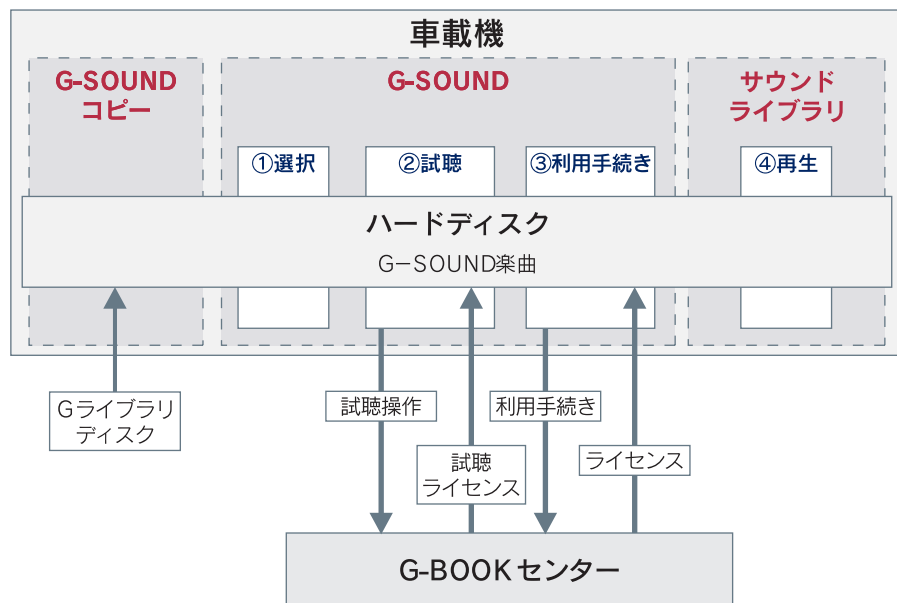 車載機
G-SOUND
コピー
G-SOUND
サウンド
ライブラリ
①選択
②試聴
③利用手続き
④再生
ハードディスク
G−SOUND楽曲
Gライブラリ
ディスク
試聴操作
試聴
ライセンス
利用手続き
ライセンス
G-BOOK センター